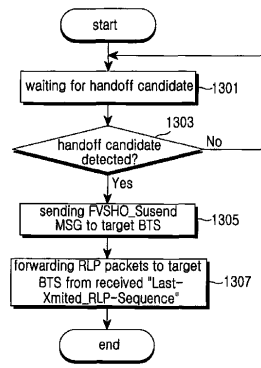 start
waiting for handoff candidate
1301
1303
handoff candidate
detected?
No
Yes
sending FVSHO_Susend
MSG to target BTS
1305
forwarding RLP packets to target
BTS from received "Last-
Xmited_RLP-Sequence"
1307
end